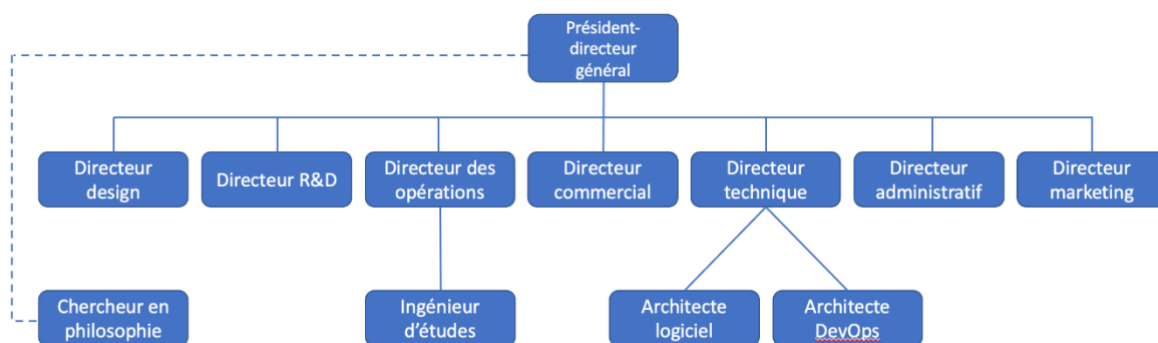 Président-
directeur
général
Directeur
design
Directeur R&D
Directeur des
opérations
Directeur
commercial
Directeur
technique
Directeur
administratif
Directeur
marketing
Chercheur en
philosophie
Ingénieur
d’études
Architecte
logiciel
Architecte
DevOps